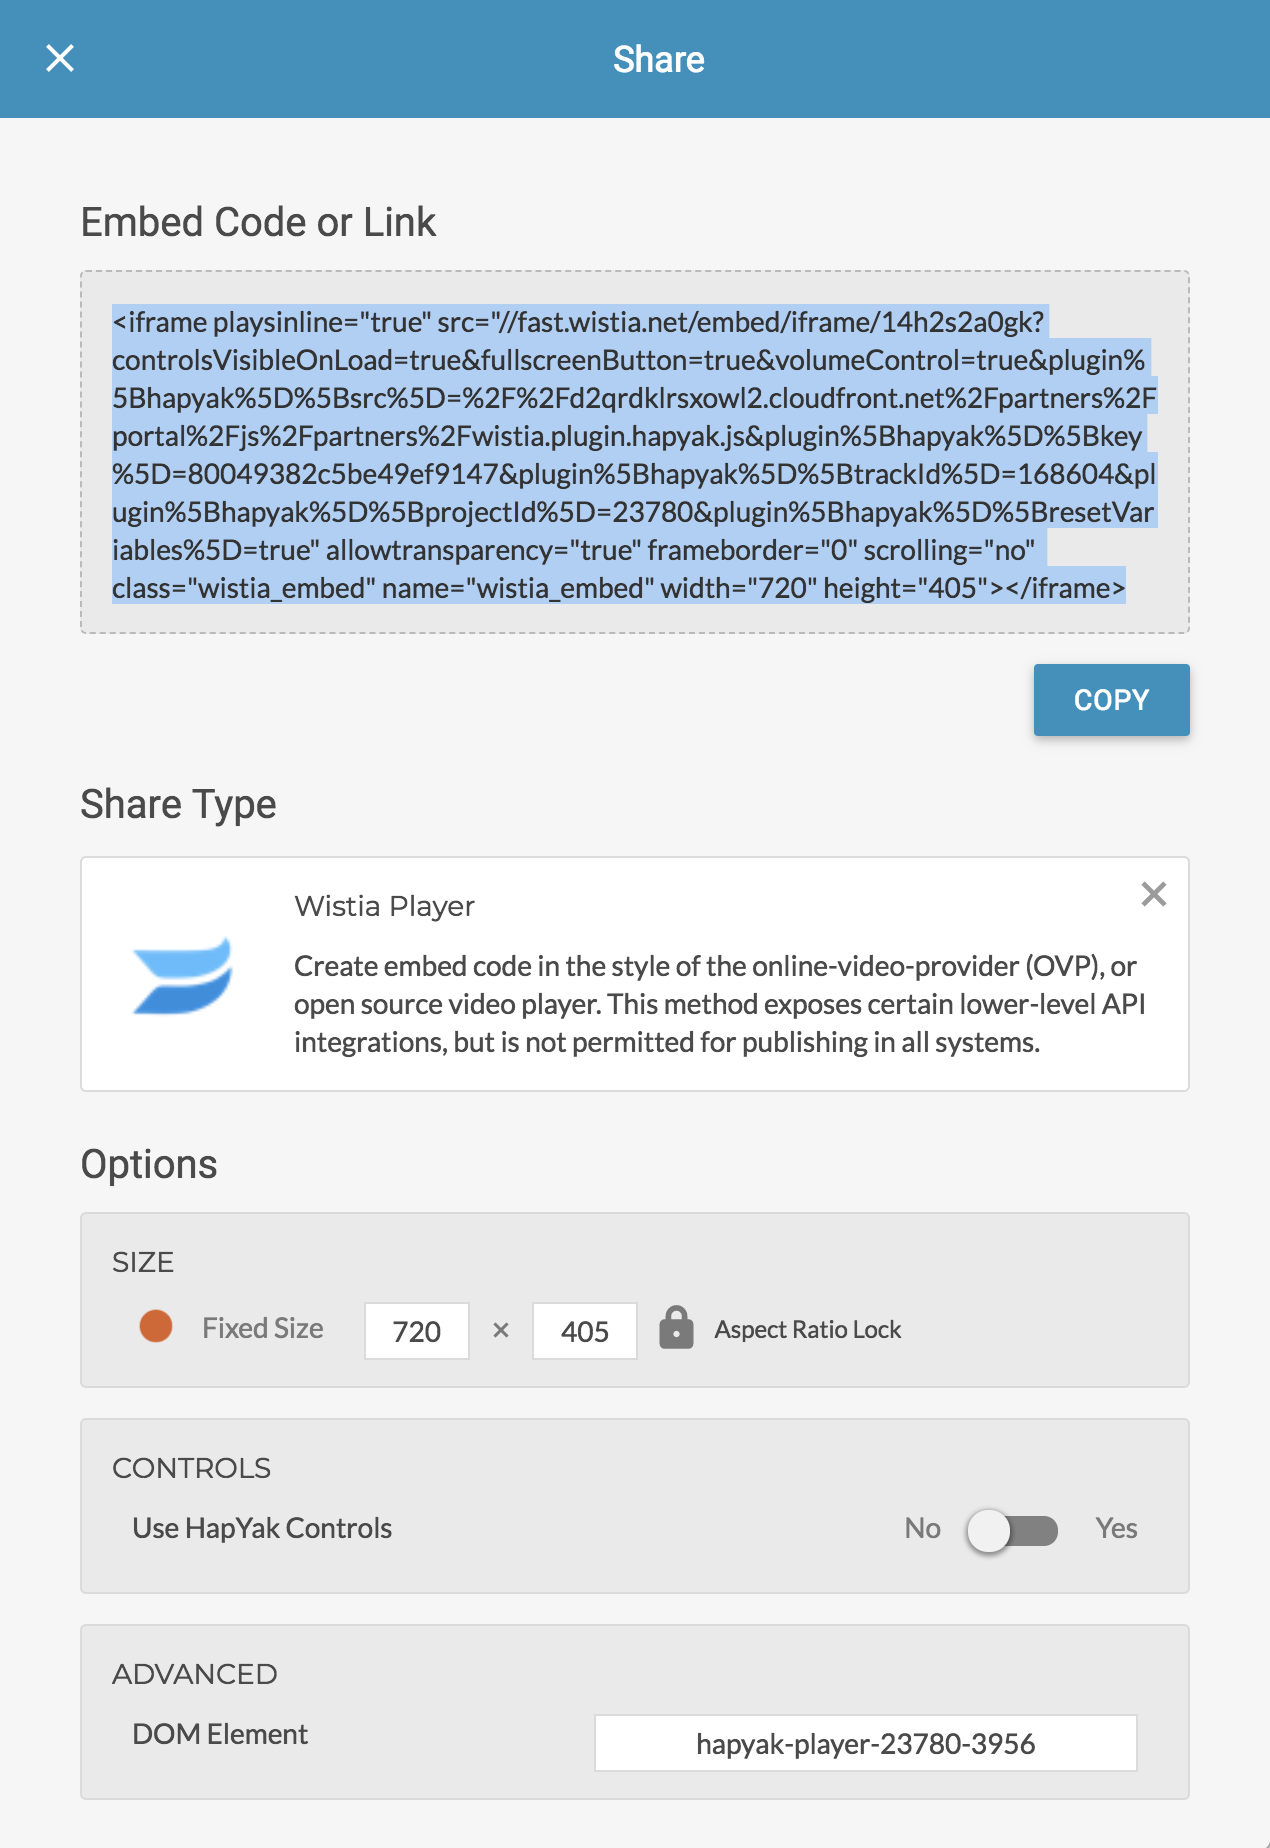 Share
Embed Code or Link
<iframe playsinline="true" src="//fast.wistia.net/embed/iframe/14h2s2a0gk?
controlsVisibleOnLoad=true&fullscreenButton=true&volumeControl=true&plugin%
5Bhapyak%5D%5Bsrc%5D=%2F%2Fd2qrdklrsxowl2.cloudfront.net%2Fpartners%2F
portal%2Fjs%2Fpartners%2Fwistia.plugin.hapyak.js&plugin%5Bhapyak%5D%5Bkey
%5D=80049382c5be49ef9147&plugin%5Bhapyak%5D%5BtrackId%5D=168604&pl
ugin%5Bhapyak%5D%5BprojectId%5D=23780&plugin%5Bhapyak%5D%5BresetVar
iables%5D=true" allowtransparency="true" frameborder="0" scrolling="no"
class="wistia_embed" name="wistia_embed" width="720" height="405"></iframe>
COPY
Share Type
Wistia Player
Create embed code in the style of the online-video-provider (OVP), or
open source video player. This method exposes certain lower-level API
integrations, but is not permitted for publishing in all systems.
Options
SIZE
Fixed Size 720 × 405 Aspect Ratio Lock
CONTROLS
Use HapYak Controls No Yes
ADVANCED
DOM Element hapyak-player-23780-3956